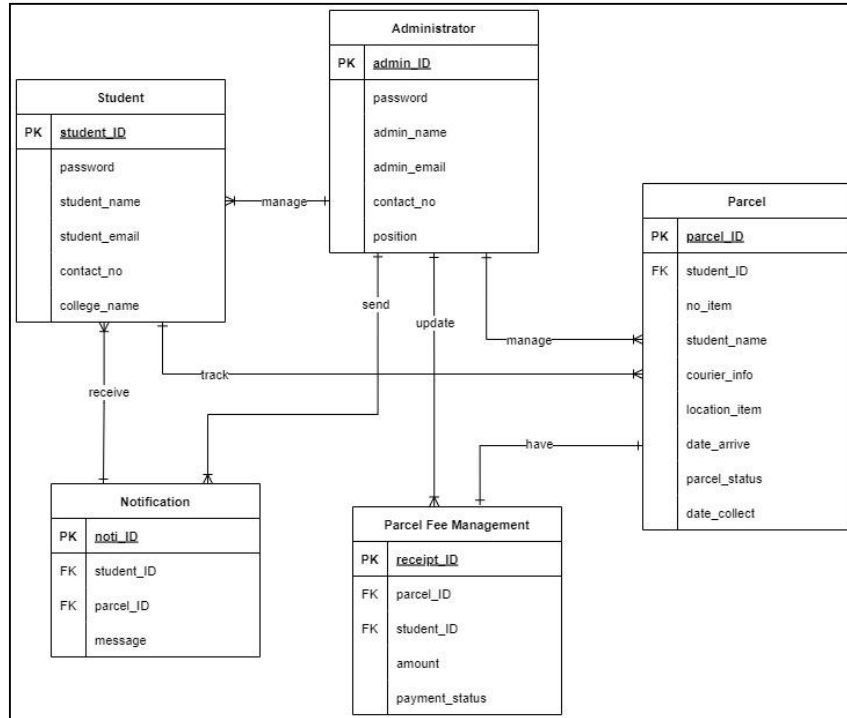 Administrator
PK admin_ID
password
admin_name
admin_email
contact_no
position
Student
PK student_ID
password
student_name
student_email
contact_no
college_name
manage
Parcel
PK parcel_ID
FK student_ID
no_item
student_name
courier_info
location_item
date_arrive
parcel_status
date_collect
send
update
manage
track
receive
have
Notification
PK noti_ID
FK student_ID
FK parcel_ID
message
Parcel Fee Management
PK receipt_ID
FK parcel_ID
FK student_ID
amount
payment_status